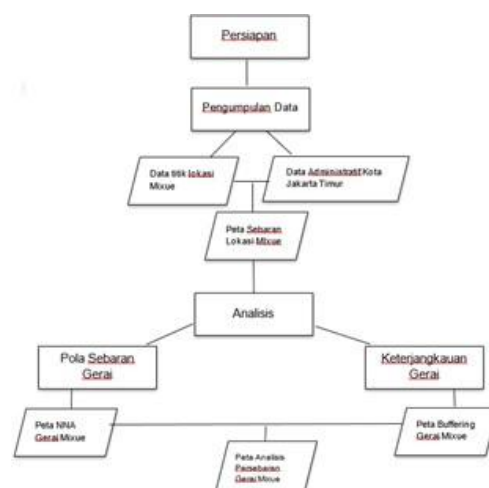 Persiapan
Pengumpulan Data
Data titik lokasi
Mixue
Data Administratif Kota
Jakarta Timur
Peta Sebaran
Lokasi Mixue
Analisis
Pola Sebaran
Gerai
Keterjangkauan
Gerai
Peta NNA
Gerai Mixue
Peta Buffering
Gerai Mixue
Peta Analisis
Persebaran
Gerai Mixue